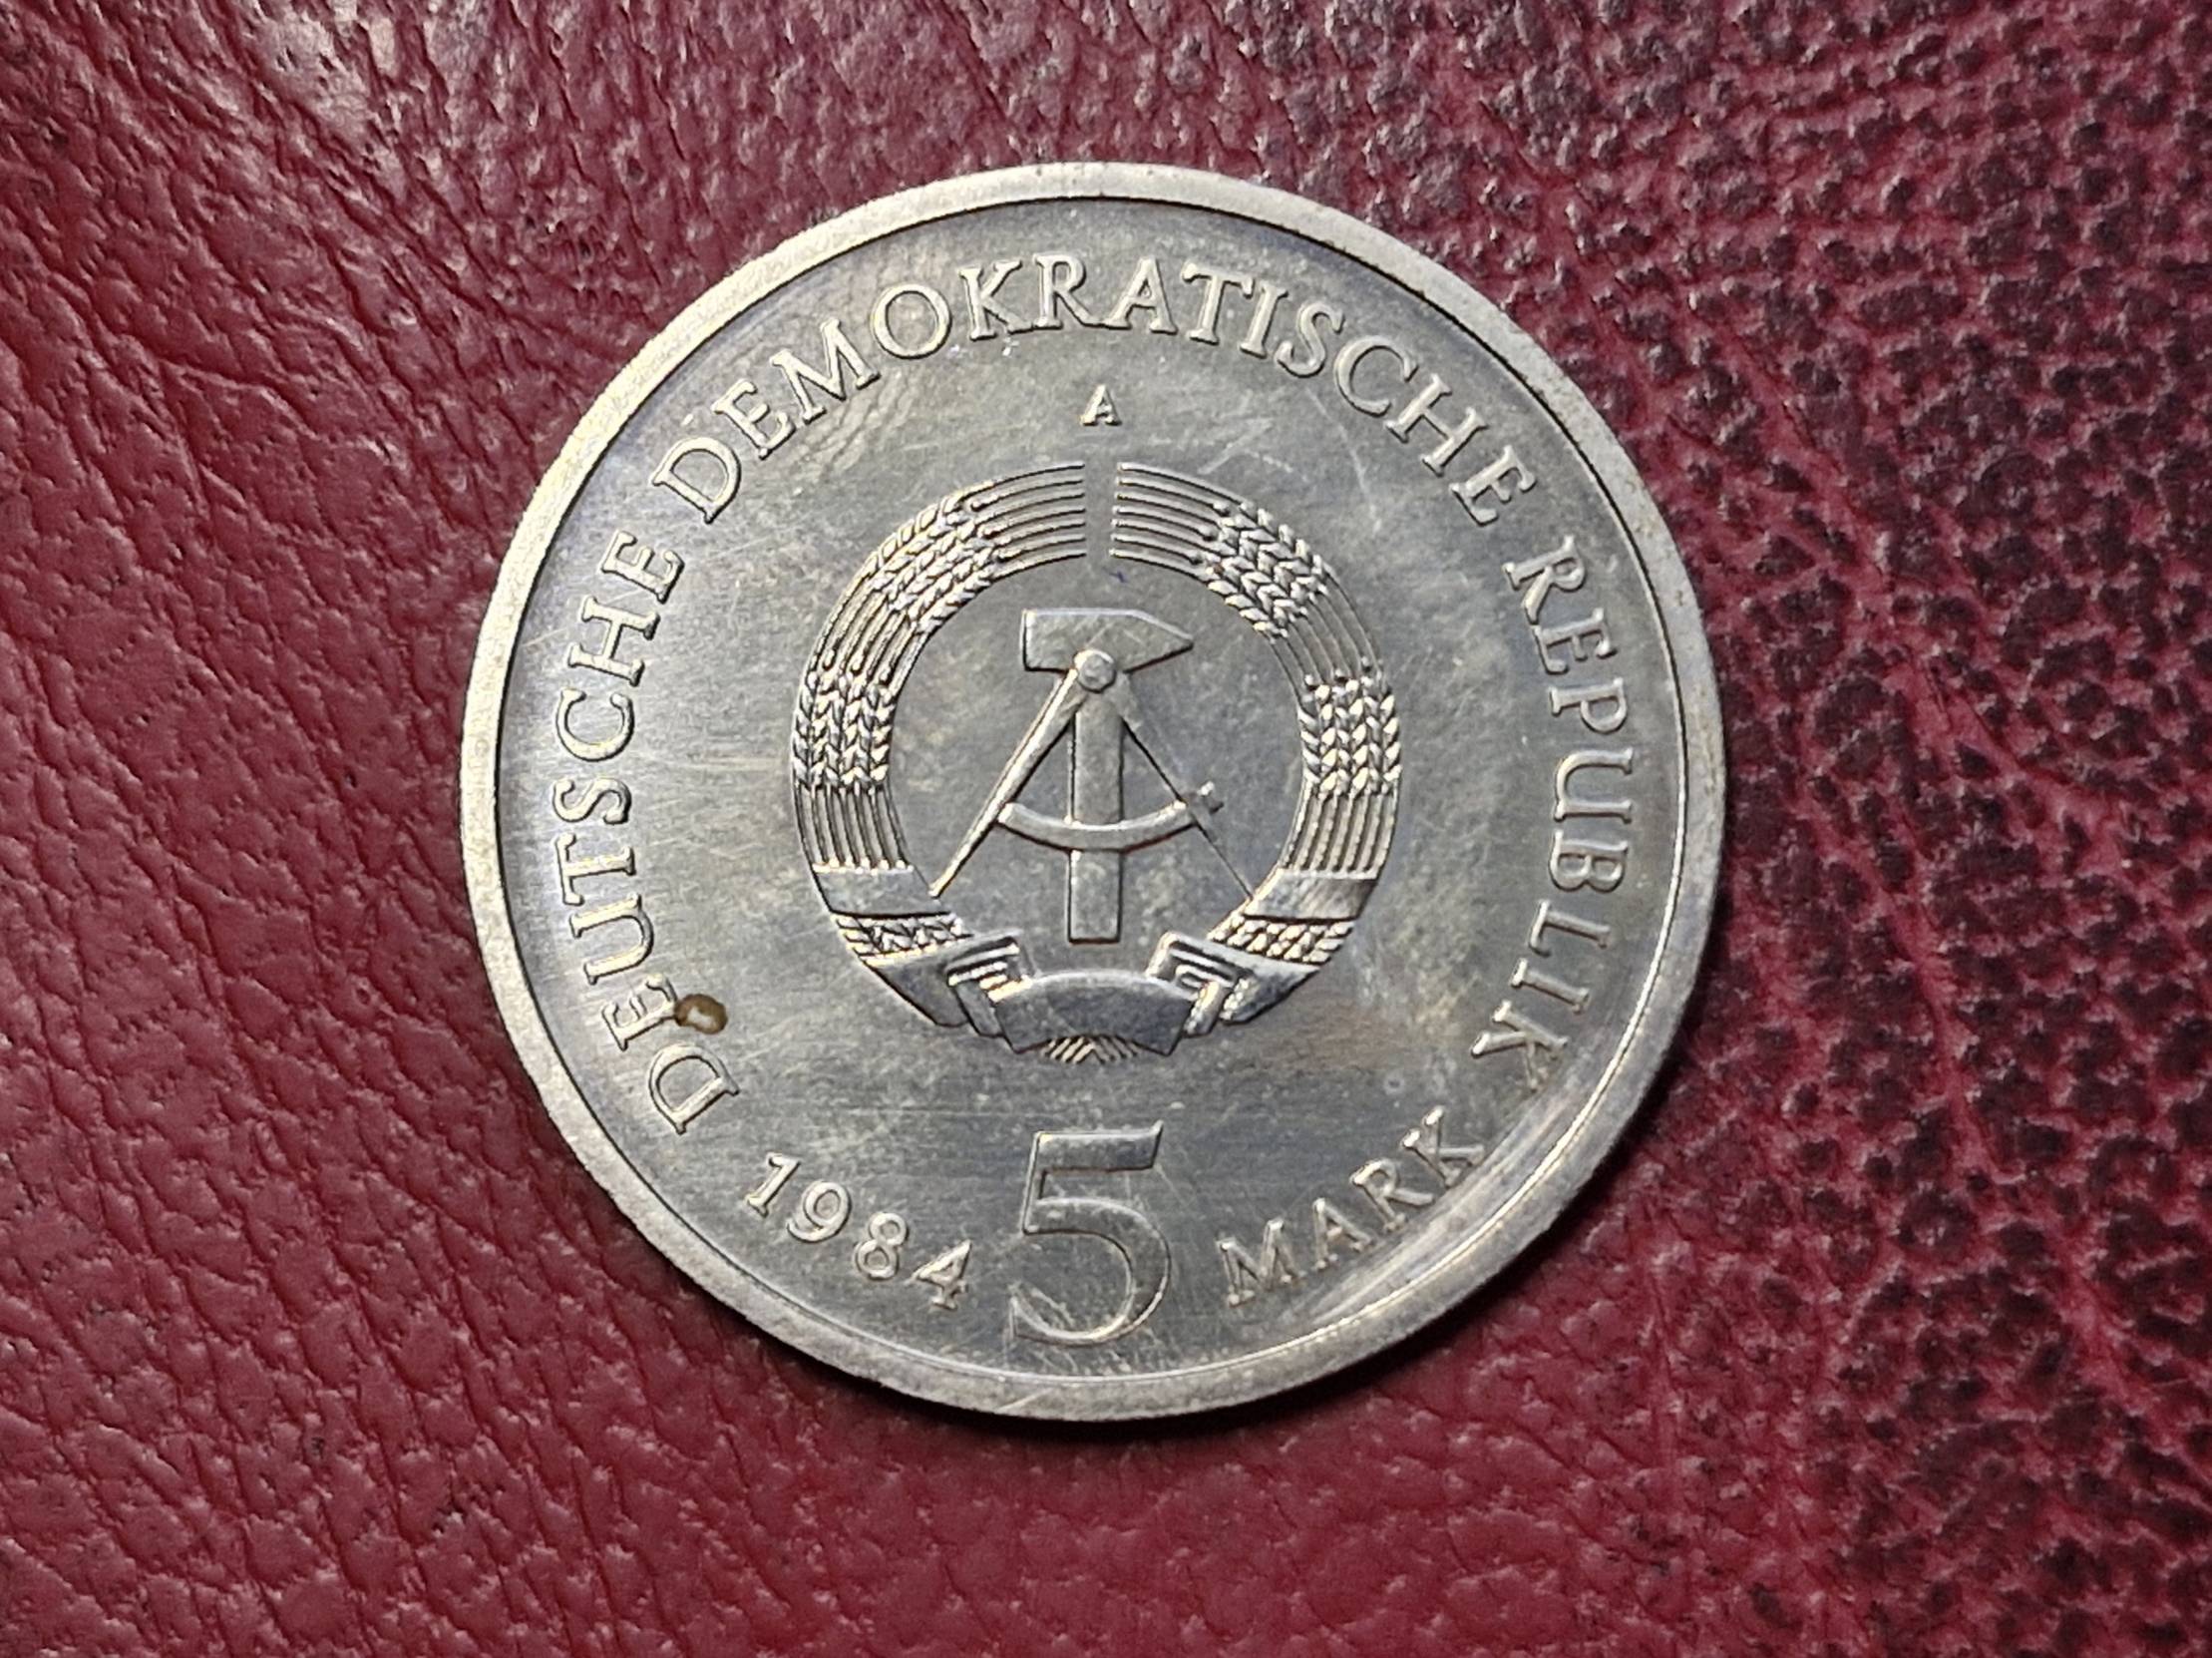 DEUTSCHE DEMOKRATISCHE REPUBLIK
A
1984 5 MARK